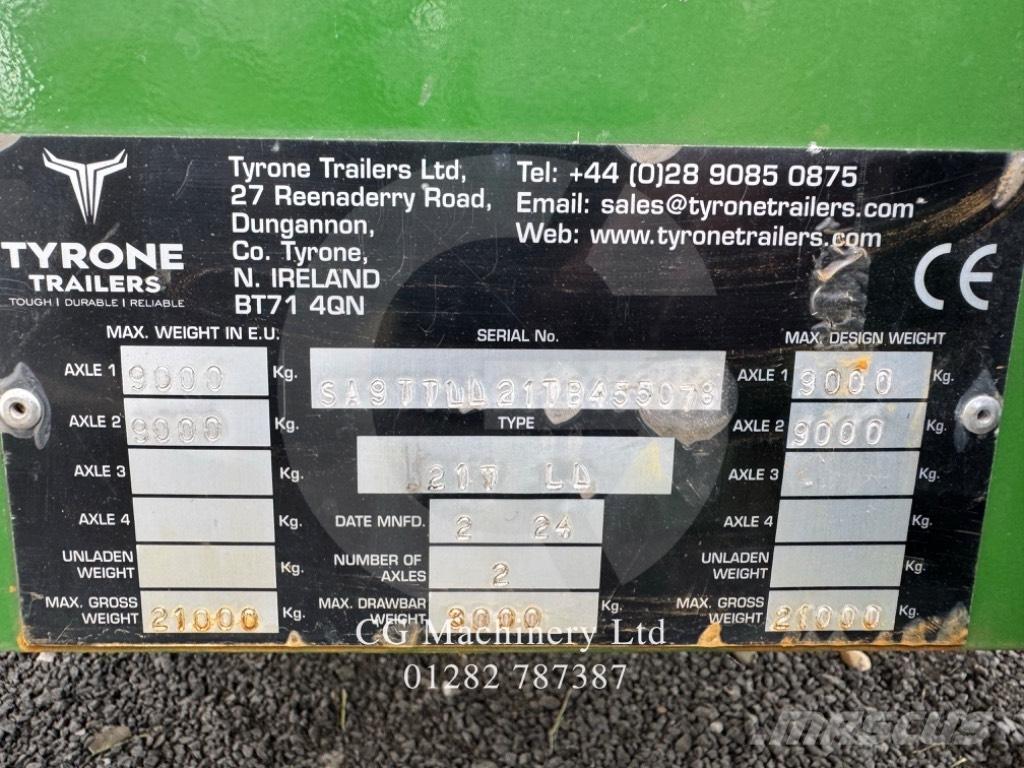 TYRONE
TRAILERS
TOUGH | DURABLE | RELIABLE
Tyrone Trailers Ltd,
27 Reenaderry Road,
Dungannon,
Co. Tyrone,
N. IRELAND
BT71 4QN
Tel: +44 (0)28 9085 0875
Email: sales@tyronetrailers.com
Web: www.tyronetrailers.com
CE
MAX. WEIGHT IN E.U.
AXLE 1 9000 Kg.
AXLE 2 9000 Kg.
AXLE 3 Kg.
AXLE 4 Kg.
UNLADEN
WEIGHT Kg.
MAX. GROSS
WEIGHT 21000 Kg.
SERIAL No.
TYPE
21T LD
DATE MNFD. 2 24
NUMBER OF
AXLES 2
MAX. DRAWBAR
WEIGHT 3000 Kg.
MAX. DESIGN WEIGHT
AXLE 1 9000 Kg.
AXLE 2 9000 Kg.
AXLE 3 Kg.
AXLE 4 Kg.
UNLADEN
WEIGHT Kg.
MAX. GROSS
WEIGHT 21000 Kg.
CG Machinery Ltd
01282 787387
MASCUS